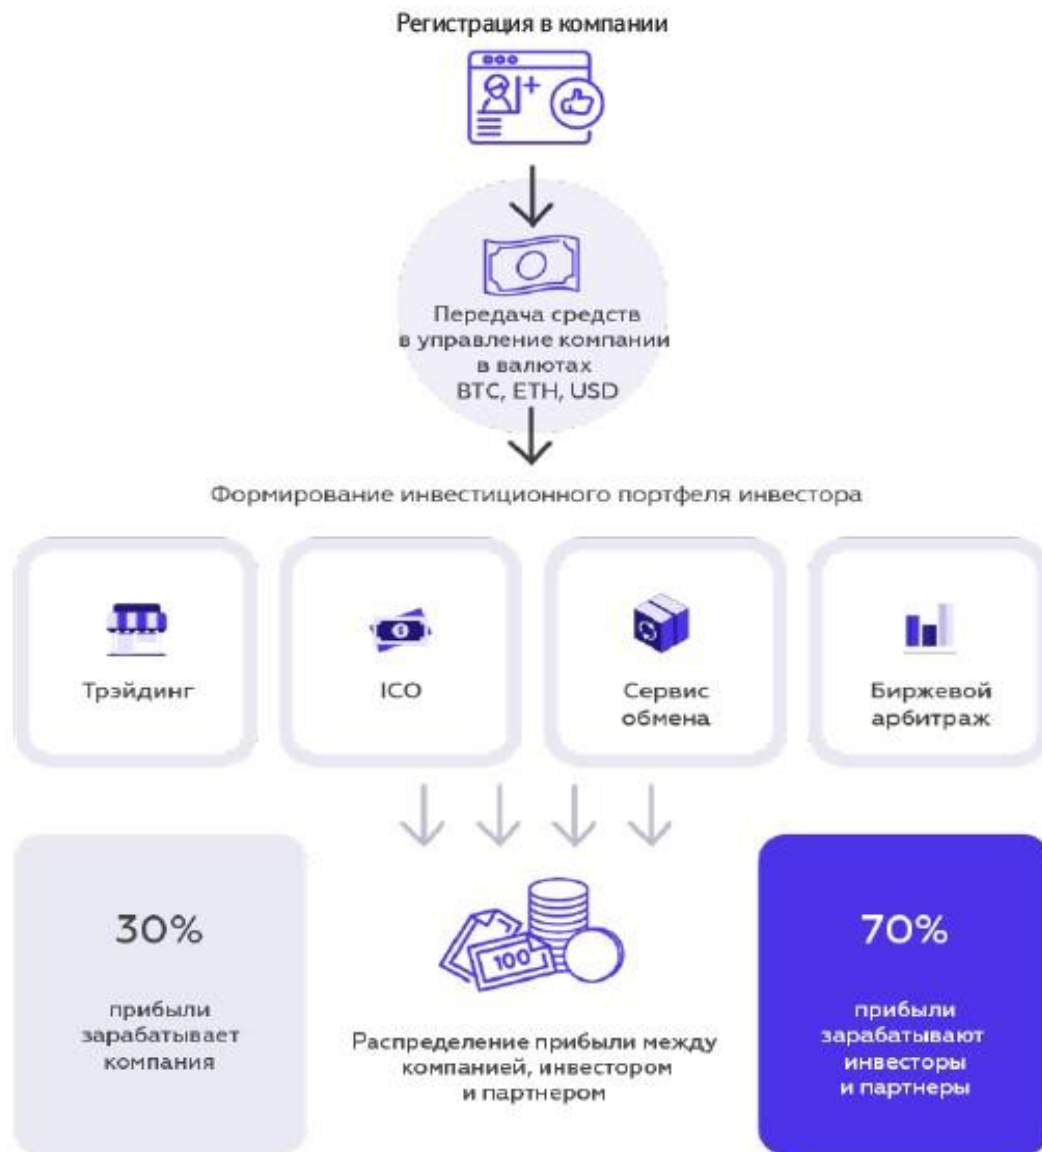 Регистрация в компании
Передача средств
в управление компании
в валютах
BTC, ETH, USD
Формирование инвестиционного портфеля инвестора
Трэйдинг
ICO
Сервис
обмена
Биржевой
арбитраж
30%
прибыли
зарабатывает
компания
100
Распределение прибыли между
компанией, инвестором
и партнером
70%
прибыли
зарабатывают
инвесторы
и партнеры